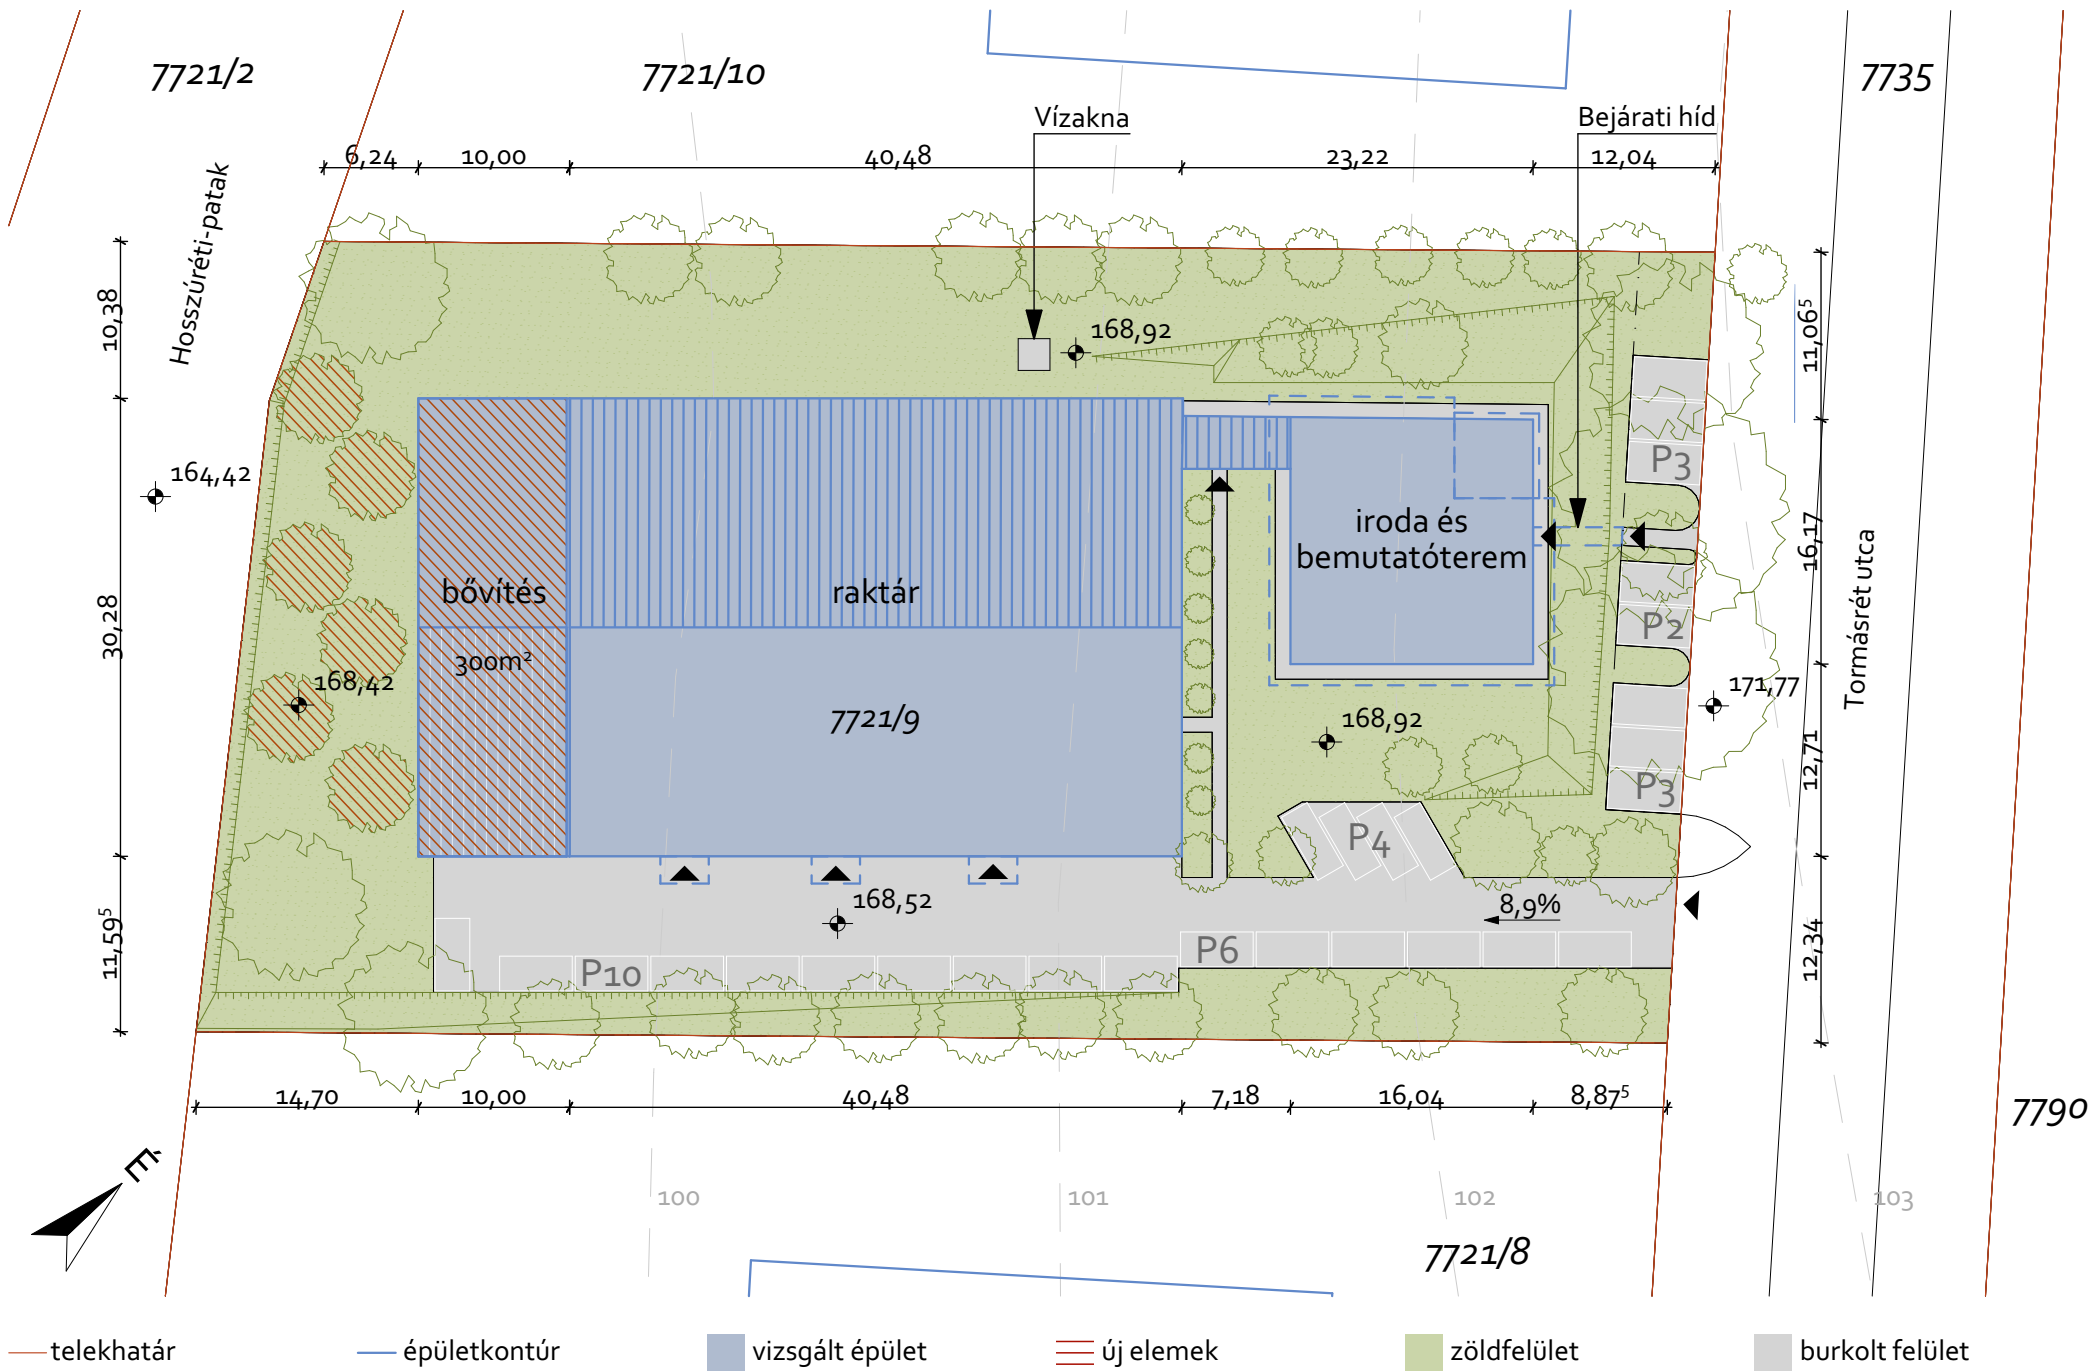 7721/2
7721/10
7735
Vízakna
Bejárati híd
6,24
10,00
40,48
23,22
12,04
Hosszúréti-patak
10,38
168,92
11,06⁵
164,42
P3
iroda és
bemutatóterem
16,17
Tormásrét utca
bővítés
raktár
30,28
300m²
P2
168,42
7721/9
168,92
171,77
12,71
P3
P4
168,52
8,9%
11,59⁵
P10
P6
12,34
14,70
10,00
40,48
7,18
16,04
8,87⁵
7790
É
100
101
102
103
7721/8
telekhatár
épületkontúr
vizsgált épület
új elemek
zöldfelület
burkolt felület